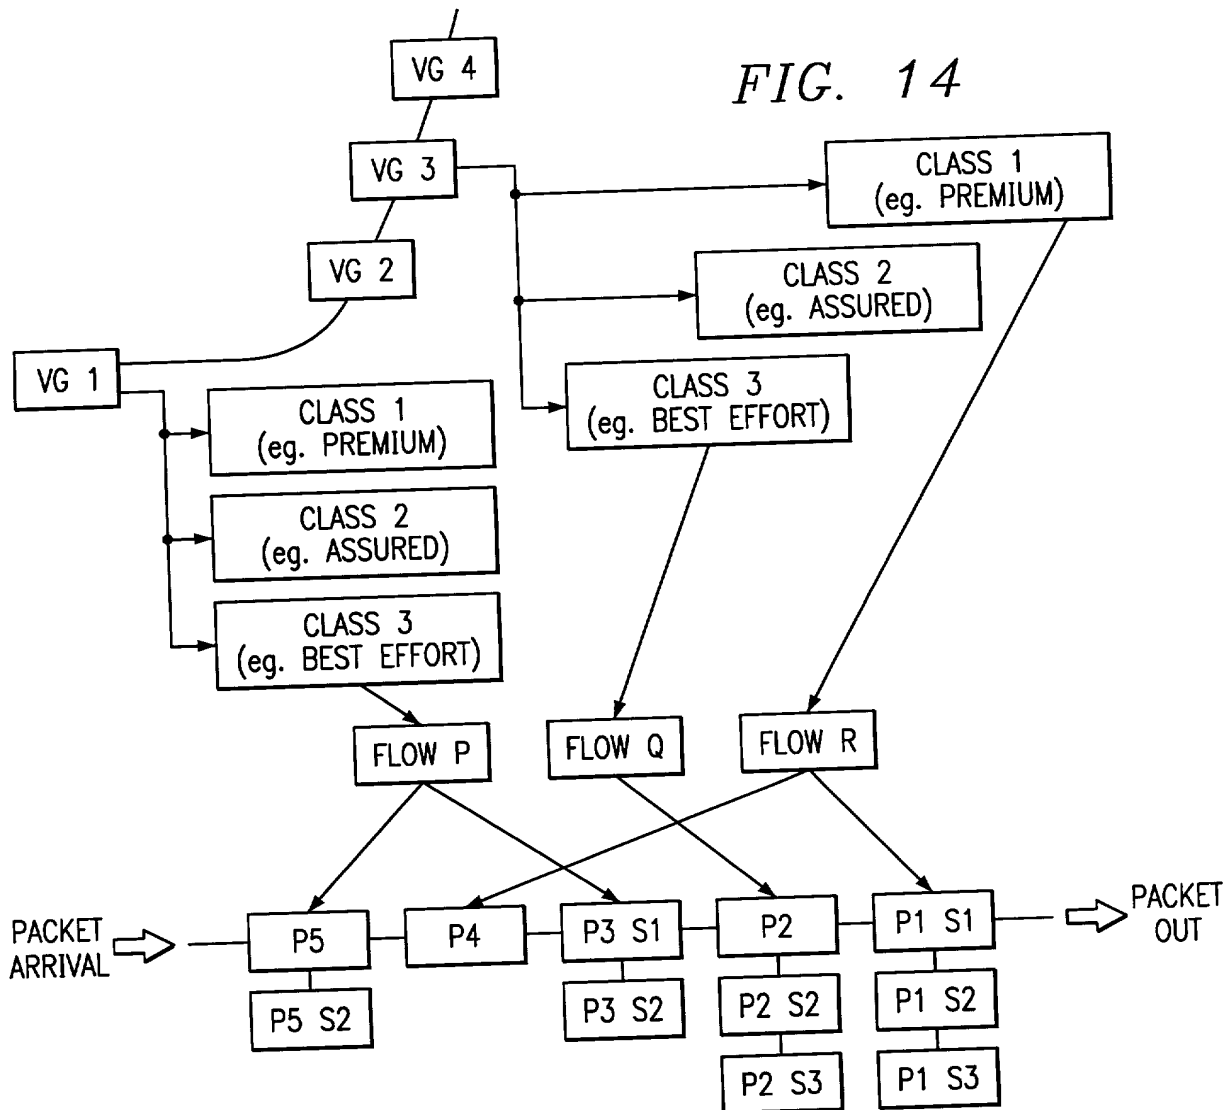 FIG. 14
VG 4
VG 3
VG 2
VG 1
CLASS 1
(eg. PREMIUM)
CLASS 2
(eg. ASSURED)
CLASS 3
(eg. BEST EFFORT)
CLASS 1
(eg. PREMIUM)
CLASS 2
(eg. ASSURED)
CLASS 3
(eg. BEST EFFORT)
FLOW P
FLOW Q
FLOW R
PACKET
ARRIVAL
P5
P4
P3 S1
P2
P1 S1
PACKET
OUT
P5 S2
P3 S2
P2 S2
P1 S2
P2 S3
P1 S3